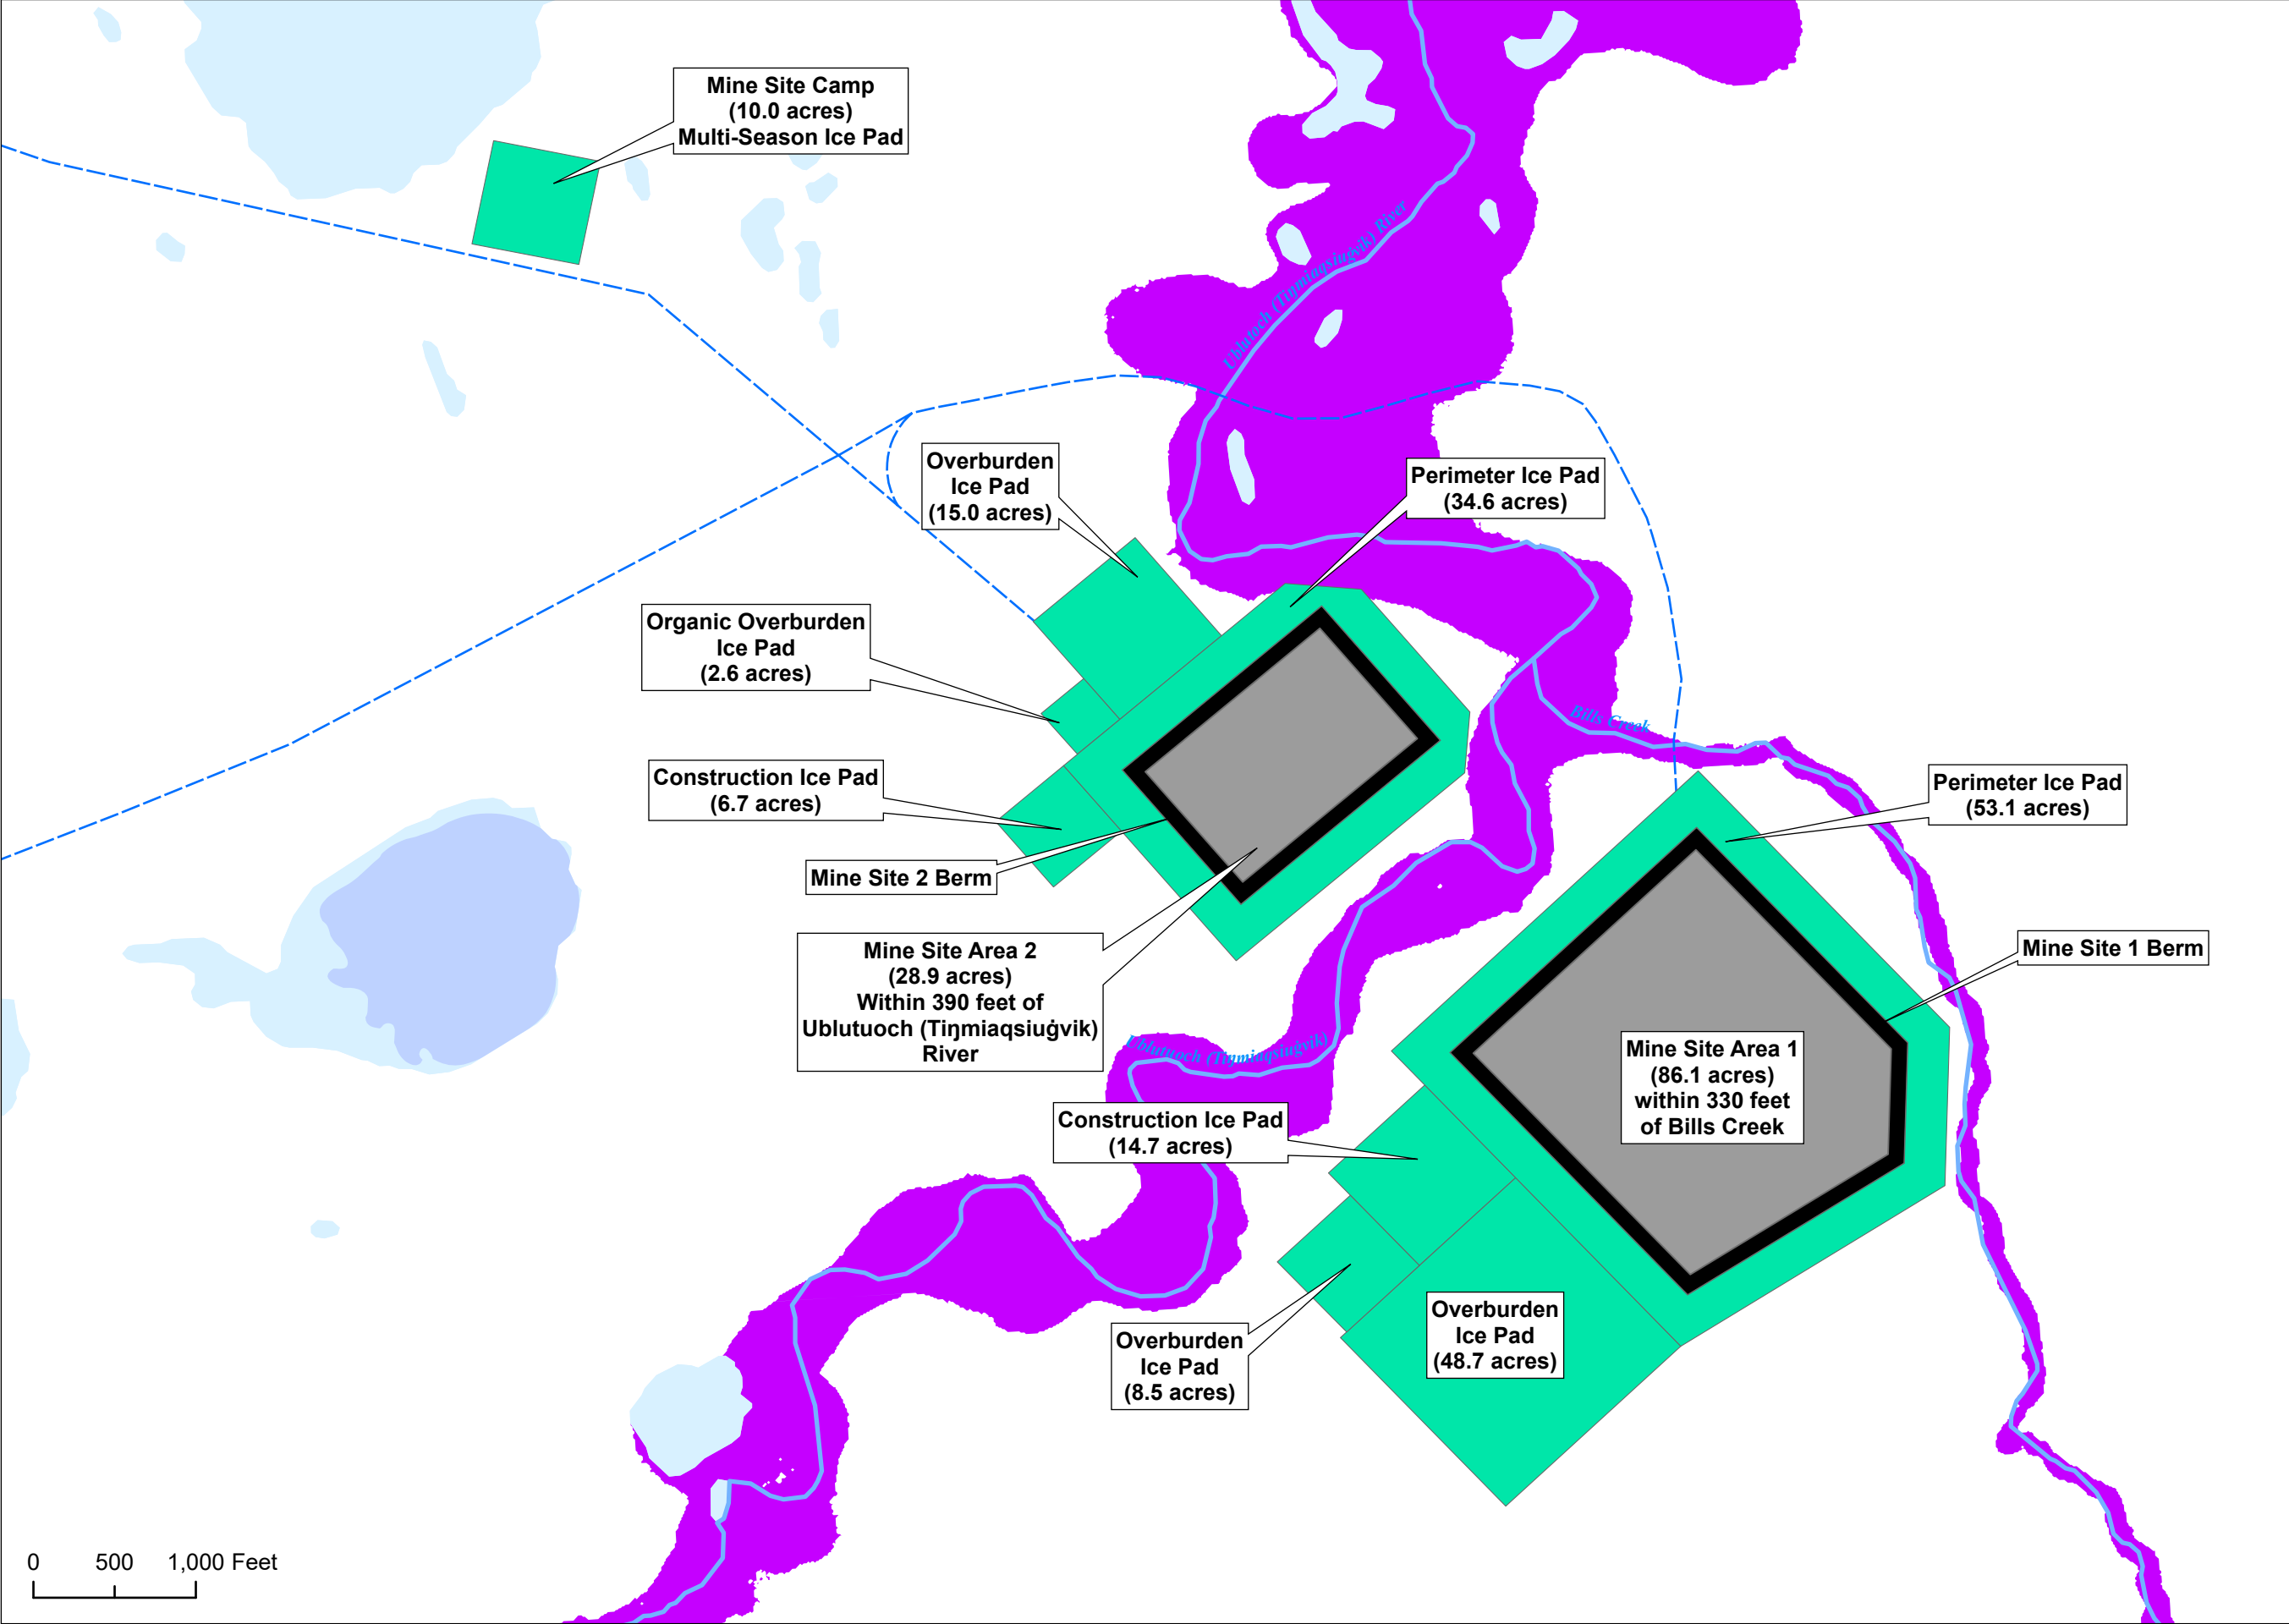 Mine Site Camp
(10.0 acres)
Multi-Season Ice Pad
Ublutoch (Tiŋmiaqsiuġvik) River
Overburden
Ice Pad
(15.0 acres)
Perimeter Ice Pad
(34.6 acres)
Organic Overburden
Ice Pad
(2.6 acres)
Bills Creek
Construction Ice Pad
(6.7 acres)
Perimeter Ice Pad
(53.1 acres)
Mine Site 2 Berm
Mine Site Area 2
(28.9 acres)
Within 390 feet of
Ublutuoch (Tiŋmiaqsiuġvik)
River
Mine Site 1 Berm
Ublutuoch (Tiŋmiaqsiuġvik)
Mine Site Area 1
(86.1 acres)
within 330 feet
of Bills Creek
Construction Ice Pad
(14.7 acres)
Overburden
Ice Pad
(8.5 acres)
Overburden
Ice Pad
(48.7 acres)
0 500 1,000 Feet